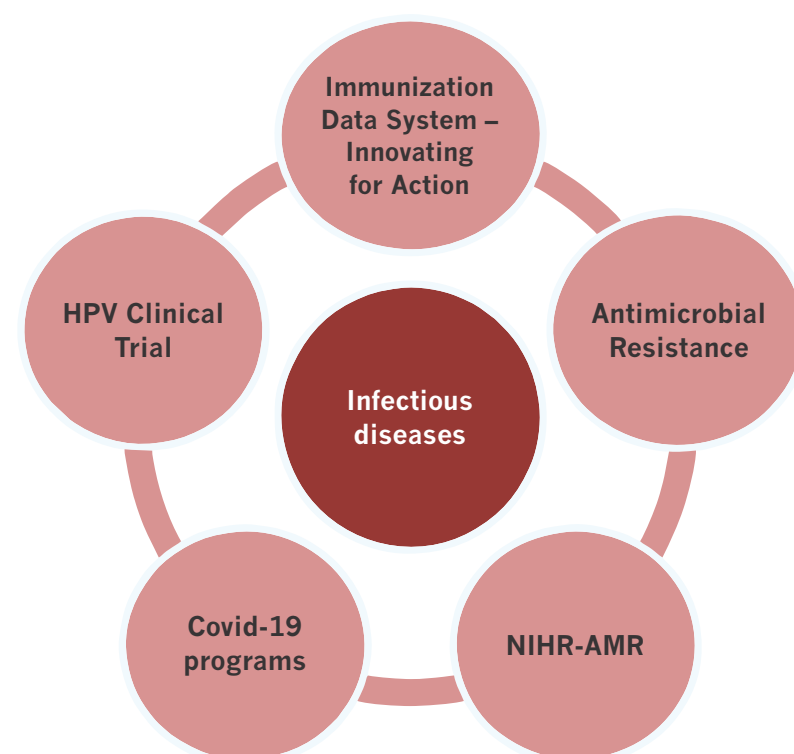 Immunization
Data System –
Innovating
for Action
HPV Clinical
Trial
Antimicrobial
Resistance
Infectious
diseases
Covid-19
programs
NIHR-AMR